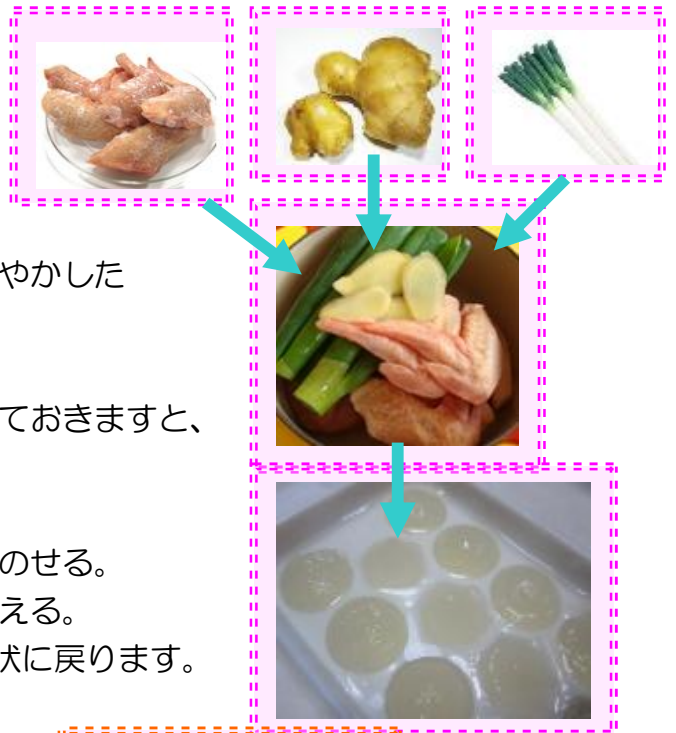 やかした
ておきますと、
のせる。
える。
状に戻ります。